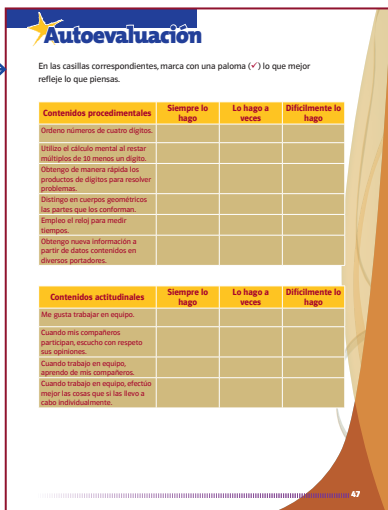 Autoevaluación
En las casillas correspondientes, marca con una paloma (✓) lo que mejor
refleje lo que piensas.
Contenidos procedimentales
Siempre lo
hago
Lo hago a
veces
Difícilmente lo
hago
Ordeno números de cuatro dígitos.
Utilizo el cálculo mental al restar
múltiplos de 10 menos un dígito.
Obtengo de manera rápida los
productos de dígitos para resolver
problemas.
Distingo en cuerpos geométricos
las partes que los conforman.
Empleo el reloj para medir
tiempos.
Obtengo nueva información a
partir de datos contenidos en
diversos portadores.
Contenidos actitudinales
Siempre lo
hago
Lo hago a
veces
Difícilmente lo
hago
Me gusta trabajar en equipo.
Cuando mis compañeros
participan, escucho con respeto
sus opiniones.
Cuando trabajo en equipo,
aprendo de mis compañeros.
Cuando trabajo en equipo, efectúo
mejor las cosas que si las llevo a
cabo individualmente.
47